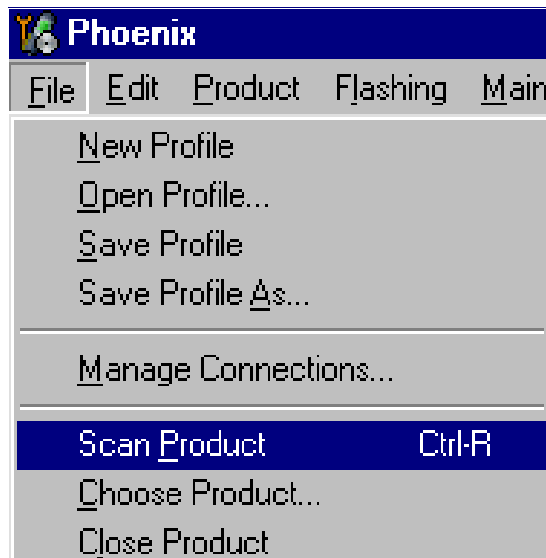 Phoenix
File Edit Product Flashing Main
New Profile
Open Profile...
Save Profile
Save Profile As...
Manage Connections...
Scan Product Ctrl-R
Choose Product...
Close Product